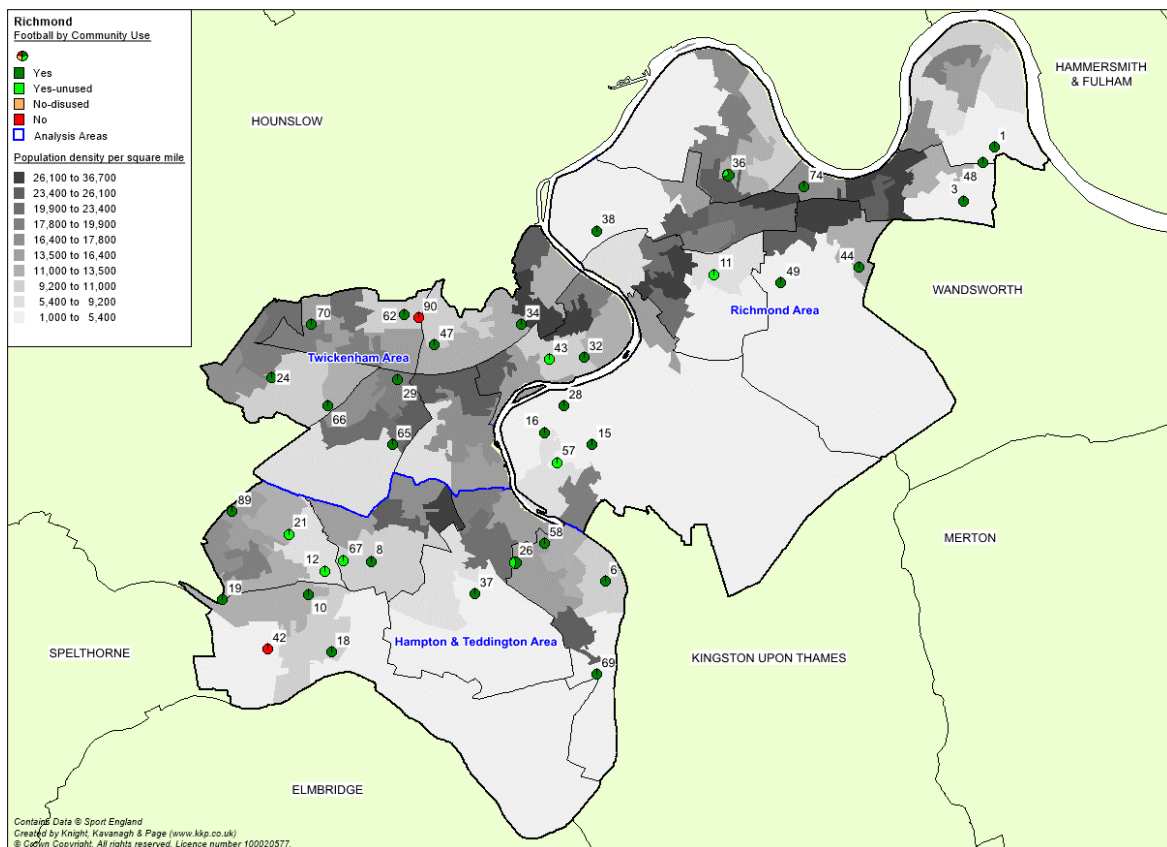 Richmond
Football by Community Use
Yes
Yes-unused
No-disused
No
Analysis Areas
Population density per square mile
26,100 to 36,700
23,400 to 26,100
19,900 to 23,400
17,800 to 19,900
16,400 to 17,800
13,500 to 16,400
11,000 to 13,500
9,200 to 11,000
5,400 to 9,200
1,000 to 5,400
HAMMERSMITH
& FULHAM
HOUNSLOW
1
48
36
74
3
38
44
11
49
WANDSWORTH
Richmond Area
90
62
70
34
47
43
32
Twickenham Area
24
29
28
66
16
65
15
57
89
21
58
MERTON
67
26
12
8
6
37
19
10
42
18
Hampton & Teddington Area
SPELTHORNE
KINGSTON UPON THAMES
69
ELMBRIDGE
Contains Data © Sport England
Created by Knight, Kavanagh & Page (www.kkp.co.uk)
© Crown Copyright. All rights reserved. Licence number 100020577.